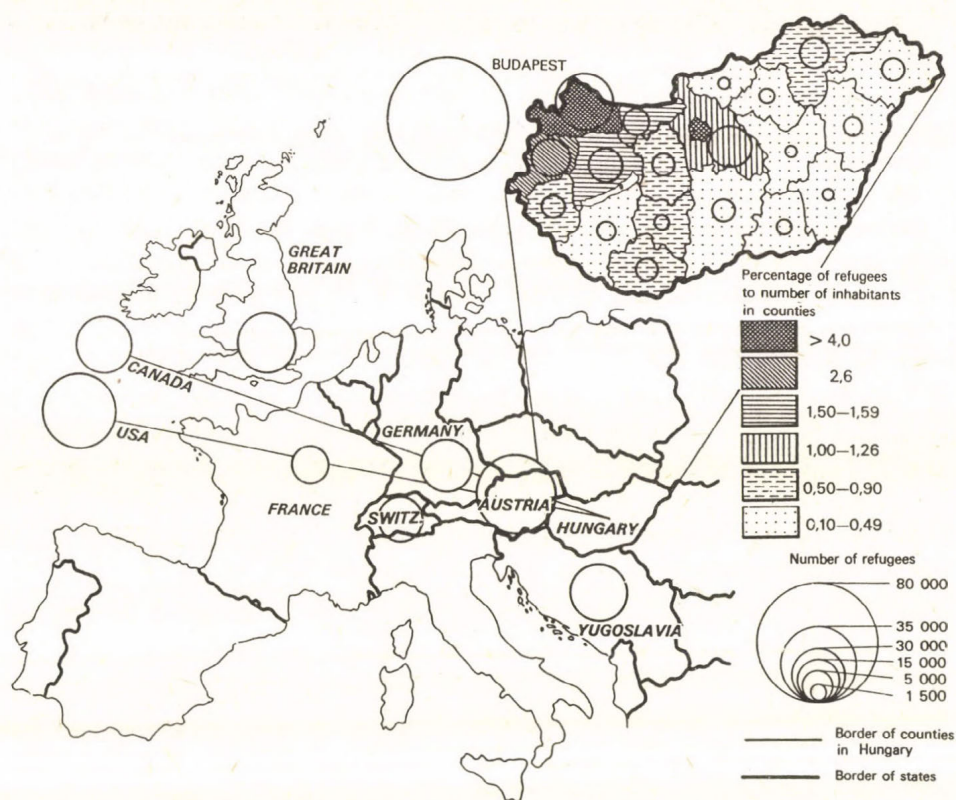 BUDAPEST
GREAT
BRITAIN
CANADA
USA
GERMANY
FRANCE
SWITZ.
AUSTRIA
HUNGARY
YUGOSLAVIA
Percentage of refugees
to number of inhabitants
in counties
> 4,0
2,6
1,50—1,59
1,00—1,26
0,50—0,90
0,10—0,49
Number of refugees
80 000
35 000
30 000
15 000
5 000
1 500
Border of counties
in Hungary
Border of states